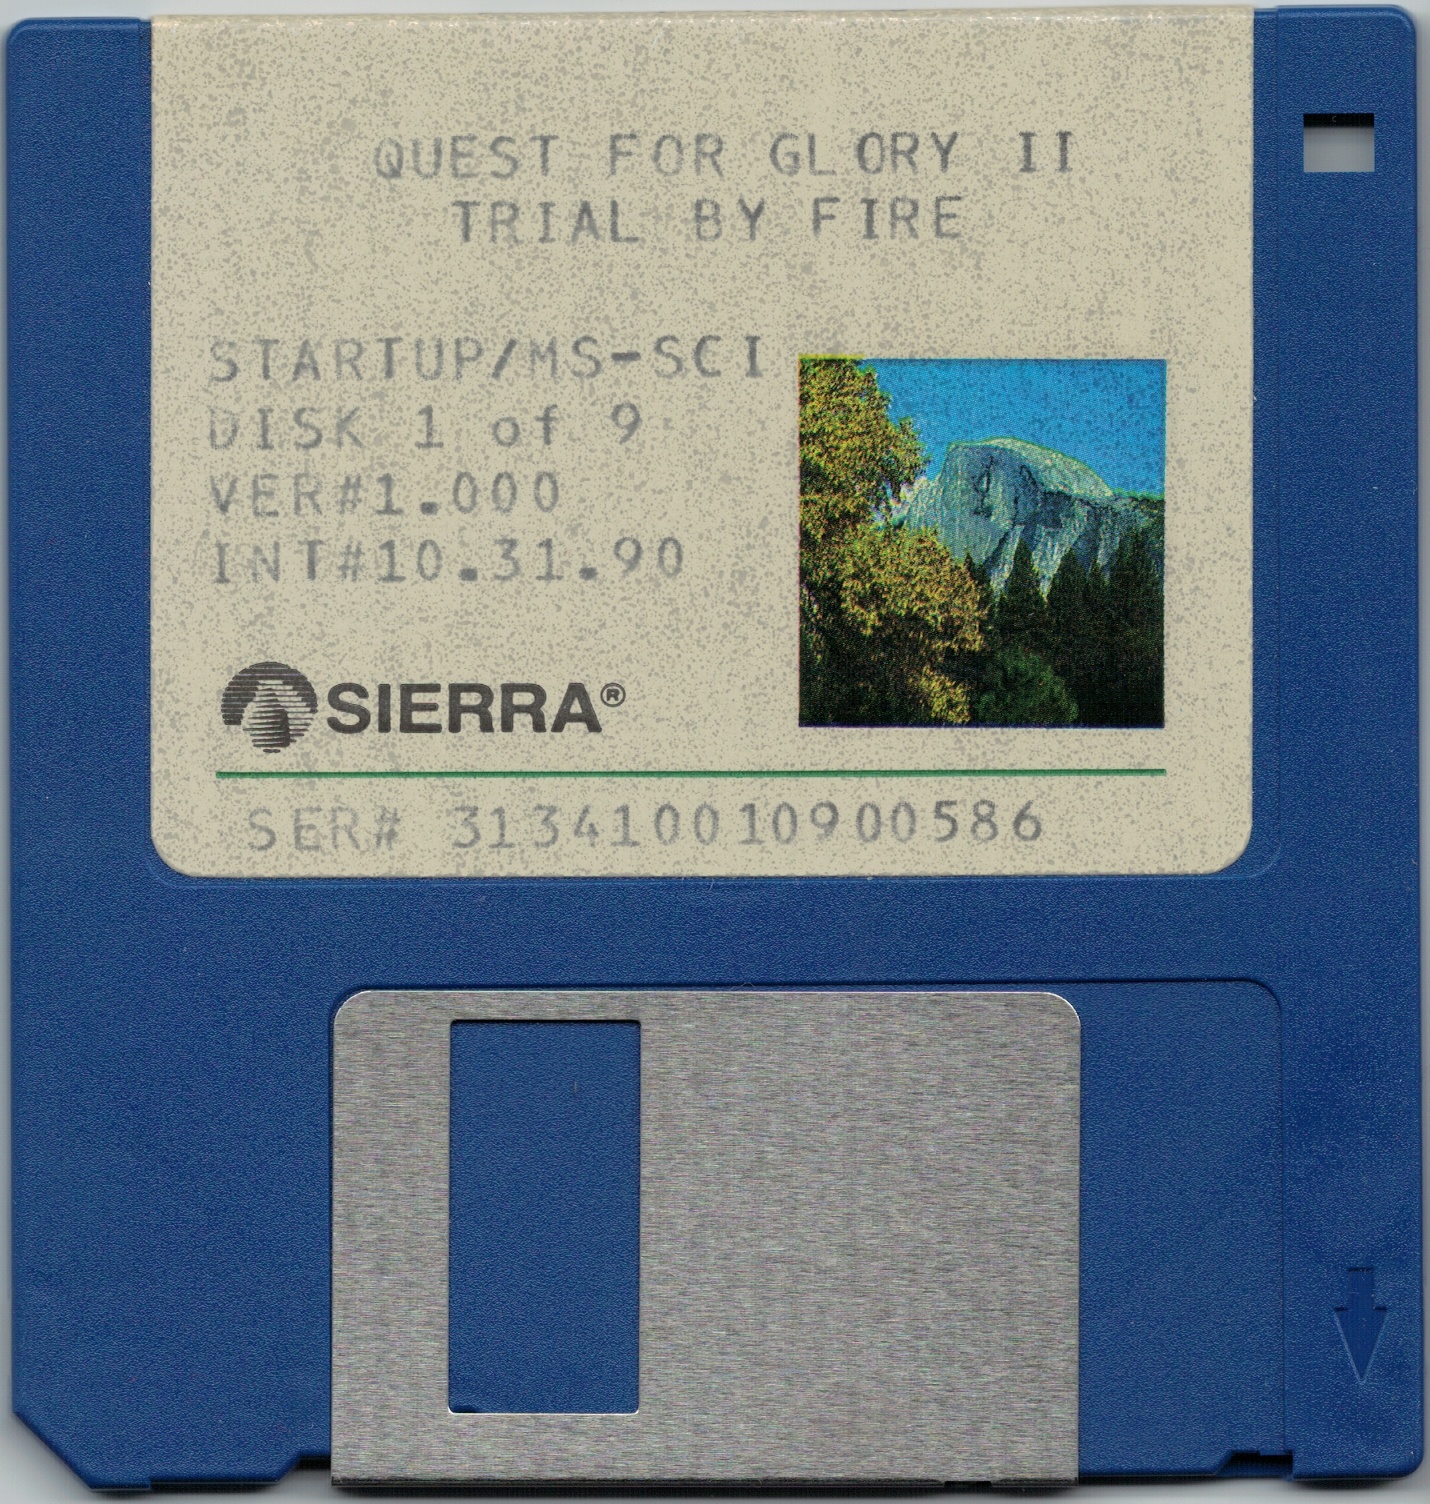 QUEST FOR GLORY II
TRIAL BY FIRE
STARTUP/MS-SCI
DISK 1 of 9
VER#1.000
INT#10.31.90
SIERRA®
SER# 313410010900586